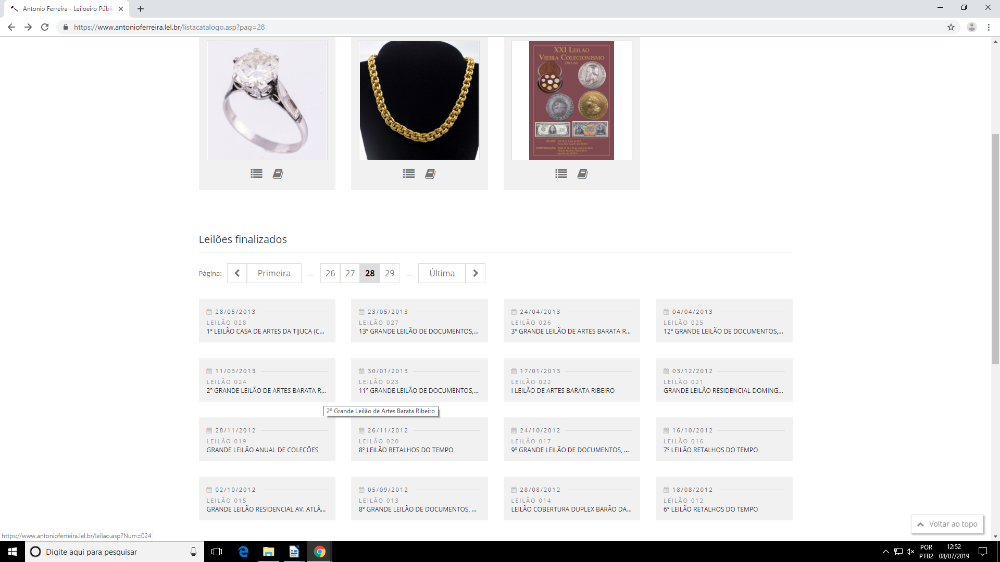 Antonio Ferreira - Leiloeiro Públi
https://www.antonioferreira.lel.br/listacatalogo.asp?pag=28
XXI LEILÃO
VIEIRA COLECIONISMO
ON LINE
LEILÃO:
CONTINUAÇÃO:
Leilões finalizados
Página: Primeira ... 26 27 28 29 ... Última
28/05/2013
LEILÃO 028
1º LEILÃO CASA DE ARTES DA TIJUCA (C...
23/05/2013
LEILÃO 027
13º GRANDE LEILÃO DE DOCUMENTOS,...
24/04/2013
LEILÃO 026
3º GRANDE LEILÃO DE ARTES BARATA R...
04/04/2013
LEILÃO 025
12º GRANDE LEILÃO DE DOCUMENTOS,...
11/03/2013
LEILÃO 024
2º GRANDE LEILÃO DE ARTES BARATA R...
30/01/2013
LEILÃO 023
11º GRANDE LEILÃO DE DOCUMENTOS,...
17/01/2013
LEILÃO 022
I LEILÃO DE ARTES BARATA RIBEIRO
03/12/2012
LEILÃO 021
GRANDE LEILÃO RESIDENCIAL DOMING...
2º Grande Leilão de Artes Barata Ribeiro
28/11/2012
LEILÃO 019
GRANDE LEILÃO ANUAL DE COLEÇÕES
26/11/2012
LEILÃO 020
8º LEILÃO RETALHOS DO TEMPO
24/10/2012
LEILÃO 017
9º GRANDE LEILÃO DE DOCUMENTOS, ...
16/10/2012
LEILÃO 016
7º LEILÃO RETALHOS DO TEMPO
02/10/2012
LEILÃO 015
GRANDE LEILÃO RESIDENCIAL AV. ATLÂ...
05/09/2012
LEILÃO 013
8º GRANDE LEILÃO DE DOCUMENTOS, ...
28/08/2012
LEILÃO 014
LEILÃO COBERTURA DUPLEX BARÃO DA...
18/08/2012
LEILÃO 012
6º LEILÃO RETALHOS DO TEMPO
Voltar ao topo
https://www.antonioferreira.lel.br/leilao.asp?Num=024
Digite aqui para pesquisar
POR
PTB2
12:52
08/07/2019